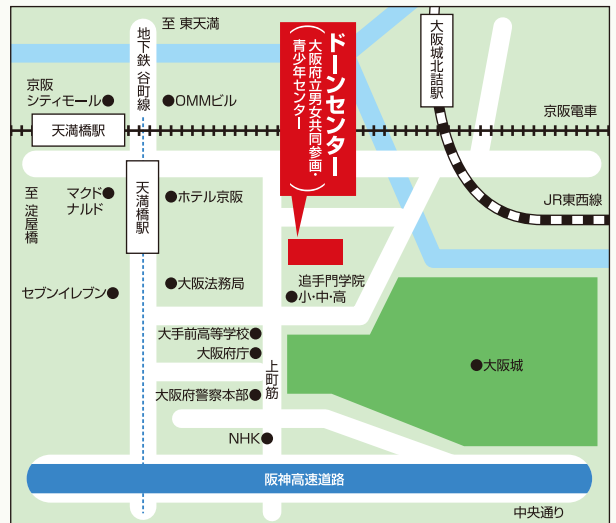 至 東天満
地下鉄 谷町線
京阪
シティモール
OMMビル
ドーンセンター
(大阪府立男女共同参画・
青少年センター)
大阪城北詰駅
京阪電車
天満橋駅
至 淀屋橋
マクド
ナルド
天満橋駅
ホテル京阪
JR東西線
セブンイレブン
大阪法務局
追手門学院
小・中・高
大手前高等学校
大阪府庁
上町筋
大阪城
大阪府警察本部
NHK
阪神高速道路
中央通り